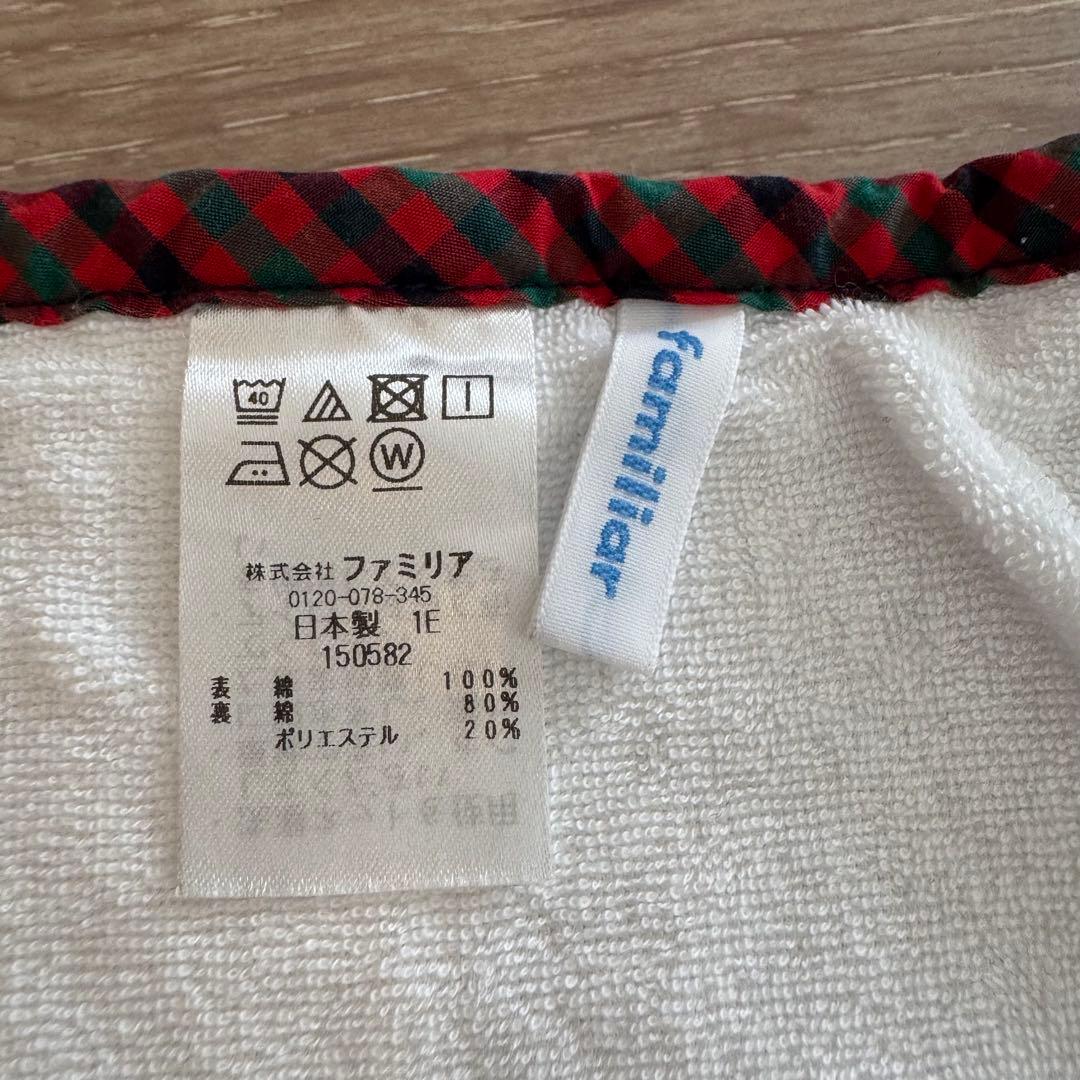 40
W
株式会社 ファミリア
0120-078-345
日本製 1E
150582
表 綿 100%
裏 綿 80%
ポリエステル 20%
familiar